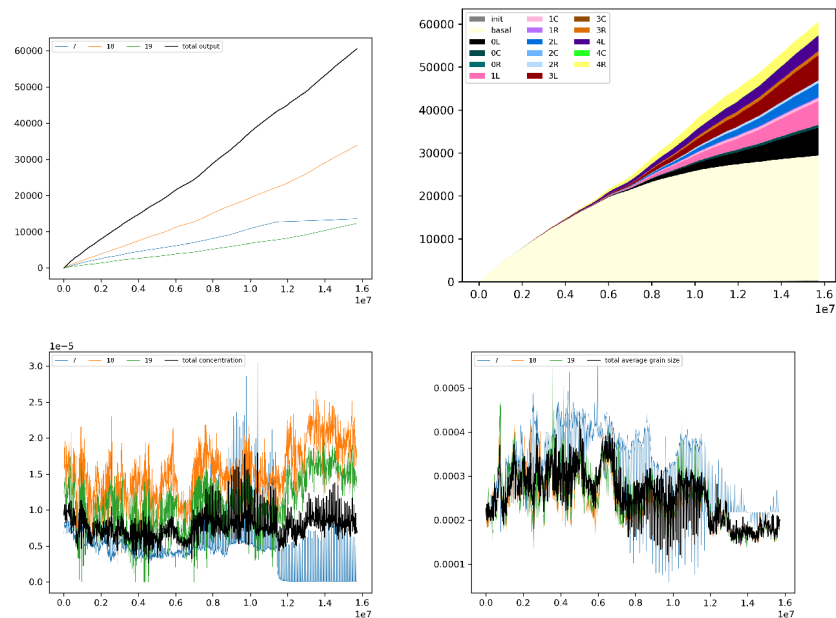 7 18 19 total output
60000
50000
40000
30000
20000
10000
0
0.0 0.2 0.4 0.6 0.8 1.0 1.2 1.4 1.6
1e7
init 1C 3C
basal 1R 3R
0L 2L 4L
0C 2C 4C
0R 2R 4R
1L 3L
60000
50000
40000
30000
20000
10000
0
0.0 0.2 0.4 0.6 0.8 1.0 1.2 1.4 1.6
1e7
1e−5
7 18 19 total concentration
3.0
2.5
2.0
1.5
1.0
0.5
0.0
0.0 0.2 0.4 0.6 0.8 1.0 1.2 1.4 1.6
1e7
7 18 19 total average grain size
0.0005
0.0004
0.0003
0.0002
0.0001
0.0 0.2 0.4 0.6 0.8 1.0 1.2 1.4 1.6
1e7